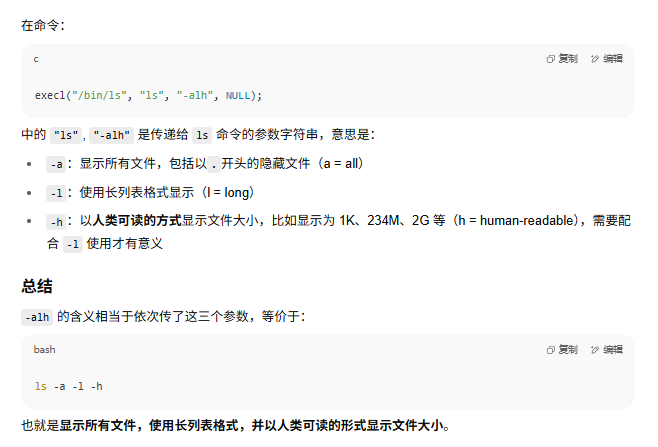 在命令：
c
复制 编辑
execl("/bin/ls", "ls", "-alh", NULL);
中的 "ls", "-alh" 是传递给 ls 命令的参数字符串，意思是：
-a：显示所有文件，包括以 . 开头的隐藏文件（a = all）
-l：使用长列表格式显示（l = long）
-h：以人类可读的方式显示文件大小，比如显示为 1K、234M、2G 等（h = human-readable），需要配
合 -l 使用才有意义
总结
-alh 的含义相当于依次传了这三个参数，等价于：
bash
复制 编辑
ls -a -l -h
也就是显示所有文件，使用长列表格式，并以人类可读的形式显示文件大小。